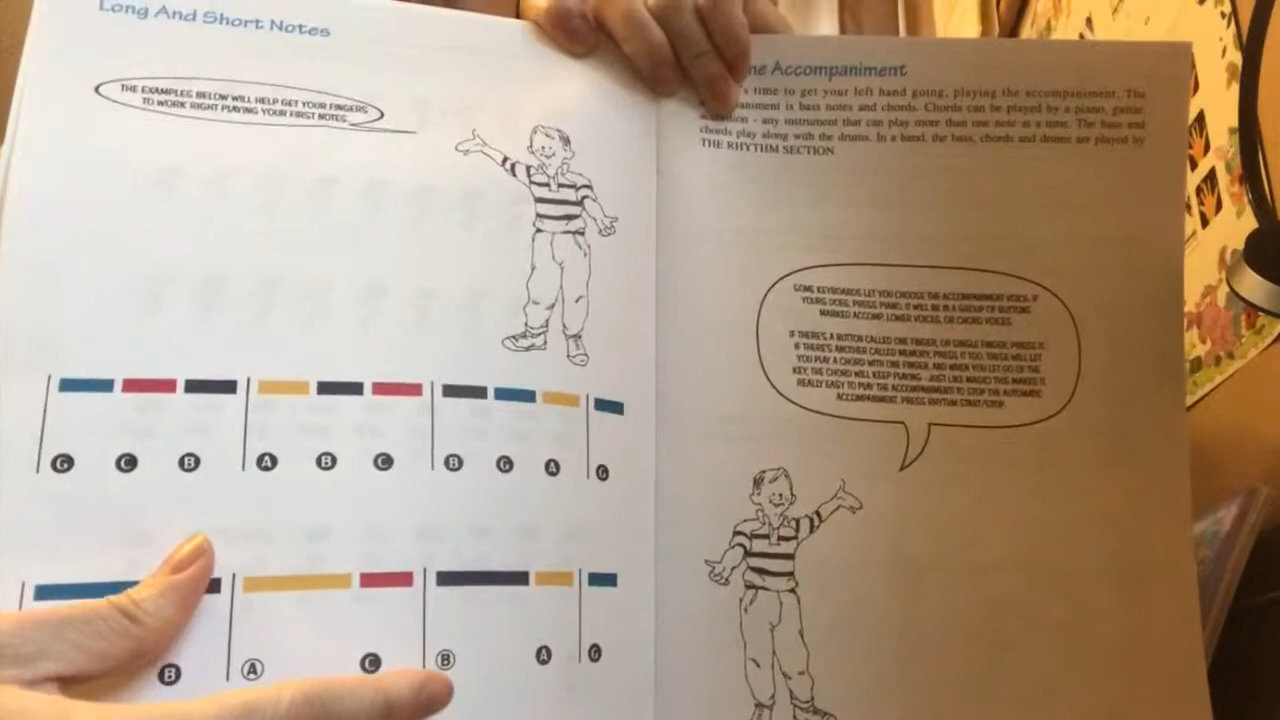 Long And Short Notes
THE EXAMPLES BELOW WILL HELP GET YOUR FINGERS
TO WORK RIGHT PLAYING YOUR FIRST NOTES.
G C B A B C B G A G
B A C B A G
Accompaniment
time to get your left hand going, playing the accompaniment. The
is bass notes and chords. Chords can be played by a piano, guitar,
- any instrument that can play more than one note at a time. The bass and
chords play along with the drums. In a band, the bass, chords and drums are played by
THE RHYTHM SECTION.
SOME KEYBOARDS LET YOU CHOOSE THE ACCOMPANIMENT VOICE. IF
YOURS DOES, PRESS PIANO. IT WILL BE IN A GROUP OF BUTTONS
MARKED ACCOMP, LOWER VOICES, OR CHORD VOICES.
IF THERE'S A BUTTON CALLED ONE FINGER, OR SINGLE FINGER, PRESS IT.
IF THERE'S ANOTHER CALLED MEMORY, PRESS IT TOO. THESE WILL LET
YOU PLAY A CHORD WITH ONE FINGER, AND WHEN YOU LET GO OF THE
KEY, THE CHORD WILL KEEP PLAYING - JUST LIKE MAGIC! THIS MAKES IT
REALLY EASY TO PLAY THE ACCOMPANIMENT. TO STOP THE AUTOMATIC
ACCOMPANIMENT, PRESS RHYTHM START/STOP.